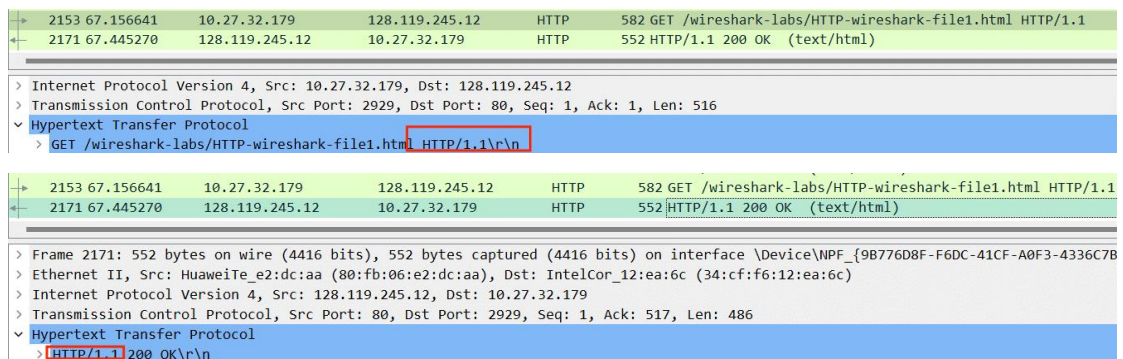 2153 67.156641 10.27.32.179 128.119.245.12 HTTP 582 GET /wireshark-labs/HTTP-wireshark-file1.html HTTP/1.1
2171 67.445270 128.119.245.12 10.27.32.179 HTTP 552 HTTP/1.1 200 OK (text/html)
> Internet Protocol Version 4, Src: 10.27.32.179, Dst: 128.119.245.12
> Transmission Control Protocol, Src Port: 2929, Dst Port: 80, Seq: 1, Ack: 1, Len: 516
Hypertext Transfer Protocol
> GET /wireshark-labs/HTTP-wireshark-file1.html HTTP/1.1\r\n
2153 67.156641 10.27.32.179 128.119.245.12 HTTP 582 GET /wireshark-labs/HTTP-wireshark-file1.html HTTP/1.1
2171 67.445270 128.119.245.12 10.27.32.179 HTTP 552 HTTP/1.1 200 OK (text/html)
> Frame 2171: 552 bytes on wire (4416 bits), 552 bytes captured (4416 bits) on interface \Device\NPF_{9B776D8F-F6DC-41CF-A0F3-4336C7B
> Ethernet II, Src: HuaweiTe_e2:dc:aa (80:fb:06:e2:dc:aa), Dst: IntelCor_12:ea:6c (34:cf:f6:12:ea:6c)
> Internet Protocol Version 4, Src: 128.119.245.12, Dst: 10.27.32.179
> Transmission Control Protocol, Src Port: 80, Dst Port: 2929, Seq: 1, Ack: 517, Len: 486
Hypertext Transfer Protocol
> HTTP/1.1 200 OK\r\n